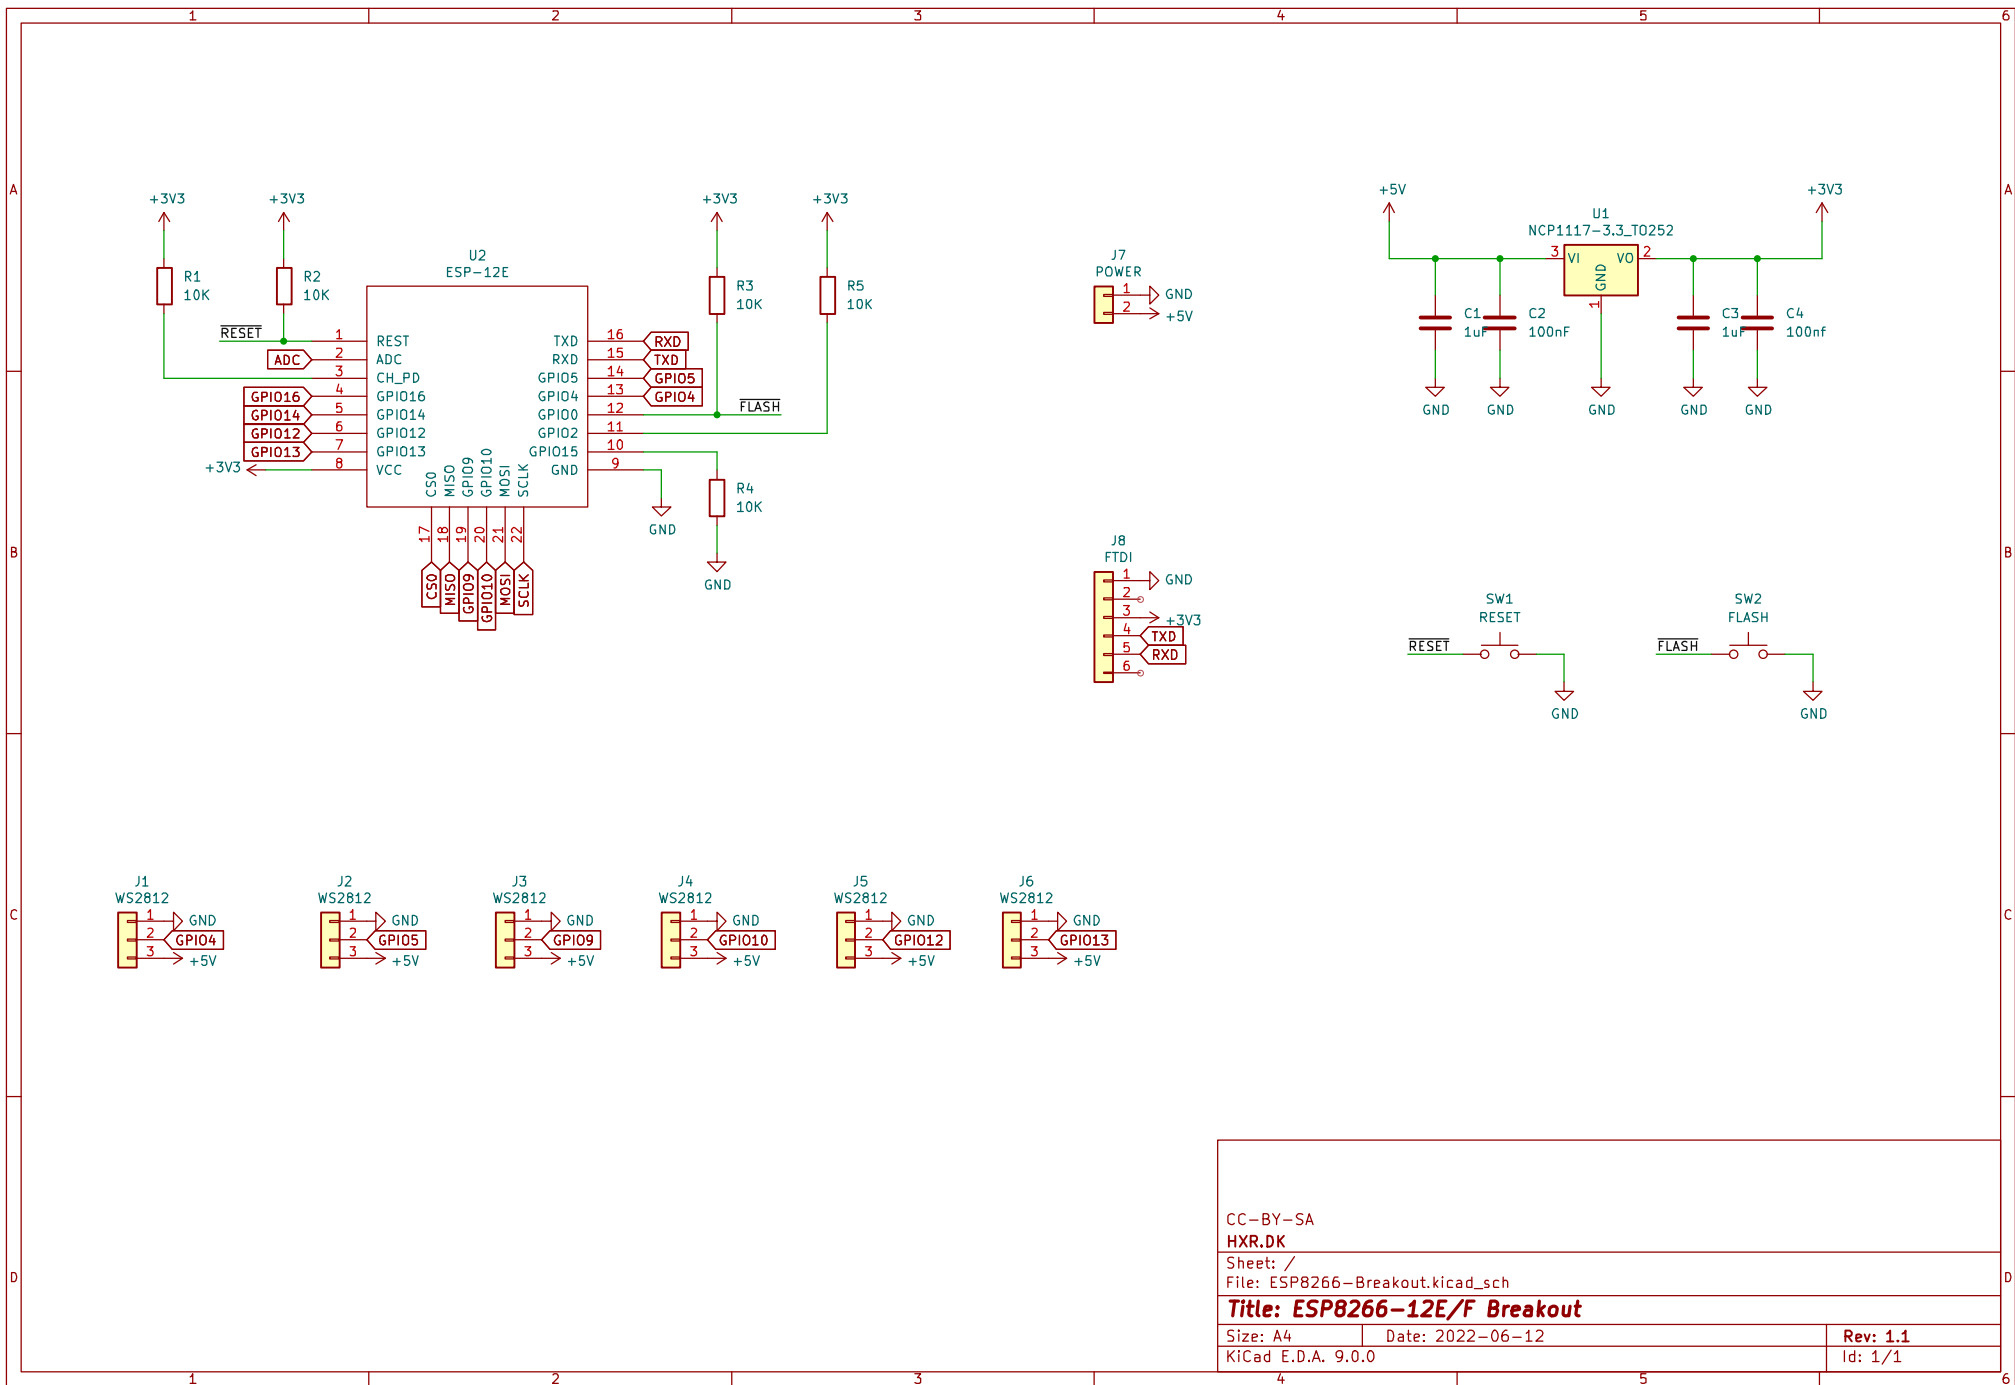 1 2 3 4 5 6
A A
B B
C C
D D
+3V3 +3V3 +3V3 +3V3
R1
10K
R2
10K
R3
10K
R5
10K
R4
10K
U2
ESP-12E
RESET
ADC
GPIO16
GPIO14
GPIO12
GPIO13
+3V3
1 REST
2 ADC
3 CH_PD
4 GPIO16
5 GPIO14
6 GPIO12
7 GPIO13
8 VCC
TXD 16 RXD
RXD 15 TXD
GPIO5 14 GPIO5
GPIO4 13 GPIO4
GPIO0 12 FLASH
GPIO2 11
GPIO15 10
GND 9
GND
GND
CS0 MISO GPIO9 GPIO10 MOSI SCLK
17 18 19 20 21 22
CS0 MISO GPIO9 GPIO10 MOSI SCLK
J7
POWER
1 GND
2 +5V
+5V
U1
NCP1117-3.3_TO252
3 VI VO 2
GND
1
+3V3
C1
1uF
C2
100nF
C3
1uF
C4
100nf
GND GND GND GND GND
J8
FTDI
1 GND
2
3 +3V3
4 TXD
5 RXD
6
SW1
RESET
RESET
GND
SW2
FLASH
FLASH
GND
J1
WS2812
1 GND
2 GPIO4
3 +5V
J2
WS2812
1 GND
2 GPIO5
3 +5V
J3
WS2812
1 GND
2 GPIO9
3 +5V
J4
WS2812
1 GND
2 GPIO10
3 +5V
J5
WS2812
1 GND
2 GPIO12
3 +5V
J6
WS2812
1 GND
2 GPIO13
3 +5V
CC-BY-SA
HXR.DK
Sheet: /
File: ESP8266-Breakout.kicad_sch
Title: ESP8266-12E/F Breakout
Size: A4 Date: 2022-06-12 Rev: 1.1
KiCad E.D.A. 9.0.0 Id: 1/1
1 2 3 4 5 6